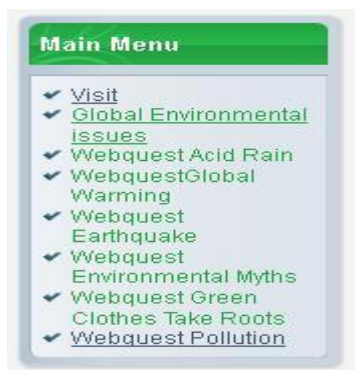 Main Menu
Visit
Global Environmental
issues
Webquest Acid Rain
WebquestGlobal
Warming
Webquest
Earthquake
Webquest
Environmental Myths
Webquest Green
Clothes Take Roots
Webquest Pollution